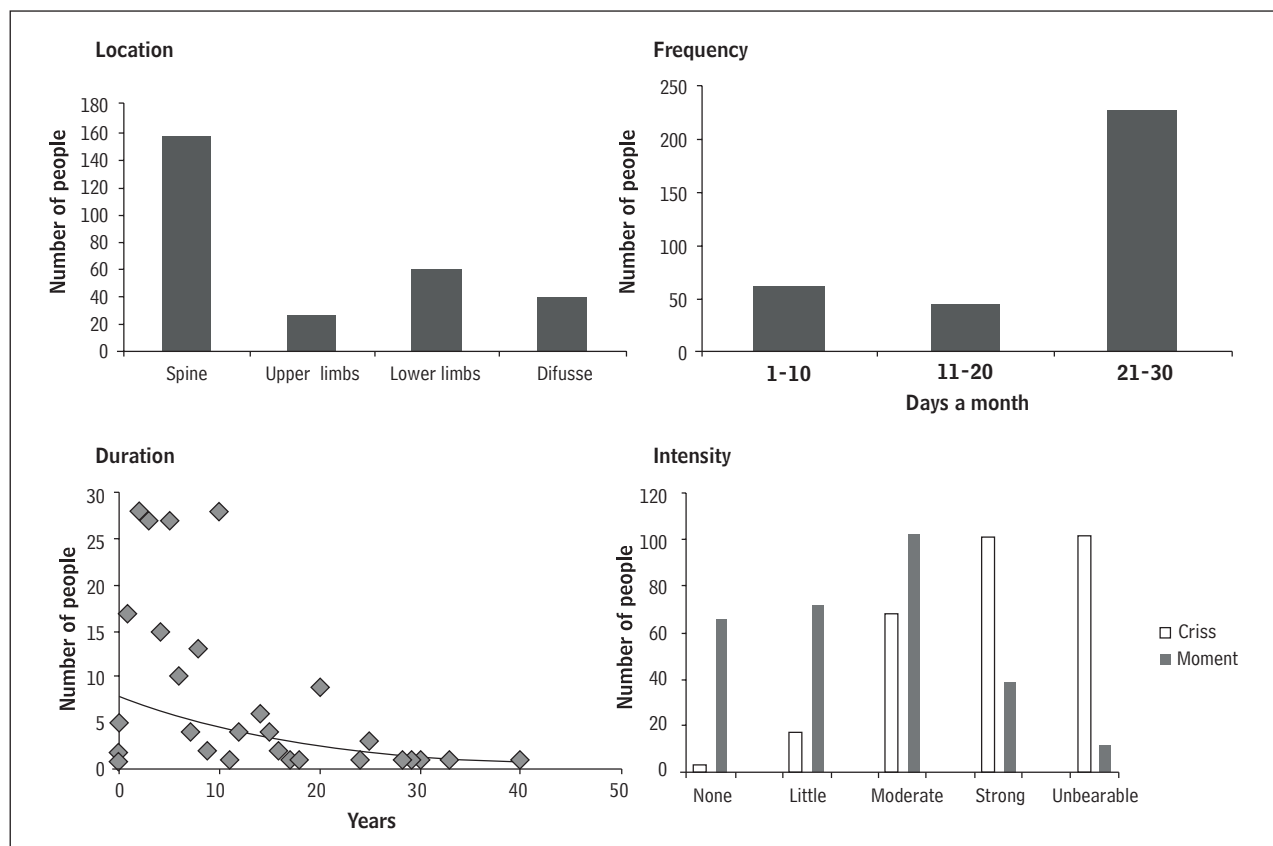 Location
Number of people
180
160
140
120
100
80
60
40
20
0
Spine Upper limbs Lower limbs Difusse
Frequency
Number of people
250
200
150
100
50
0
1-10 11-20 21-30
Days a month
Duration
Number of people
30
25
20
15
10
5
0
0 10 20 30 40 50
Years
Intensity
Number of people
120
100
80
60
40
20
0
None Little Moderate Strong Unbearable
Criss
Moment